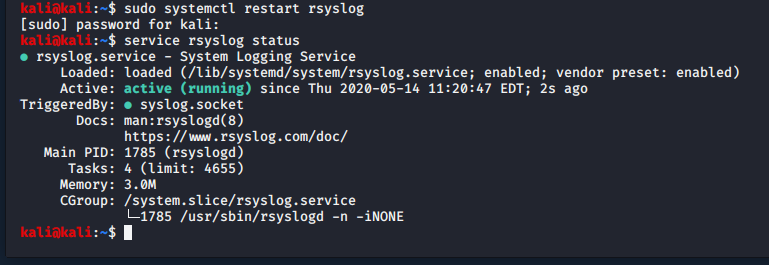 kali@kali:~$ sudo systemctl restart rsyslog
[sudo] password for kali:
kali@kali:~$ service rsyslog status
● rsyslog.service - System Logging Service
Loaded: loaded (/lib/systemd/system/rsyslog.service; enabled; vendor preset: enabled)
Active: active (running) since Thu 2020-05-14 11:20:47 EDT; 2s ago
TriggeredBy: ● syslog.socket
Docs: man:rsyslogd(8)
https://www.rsyslog.com/doc/
Main PID: 1785 (rsyslogd)
Tasks: 4 (limit: 4655)
Memory: 3.0M
CGroup: /system.slice/rsyslog.service
└─1785 /usr/sbin/rsyslogd -n -iNONE
kali@kali:~$